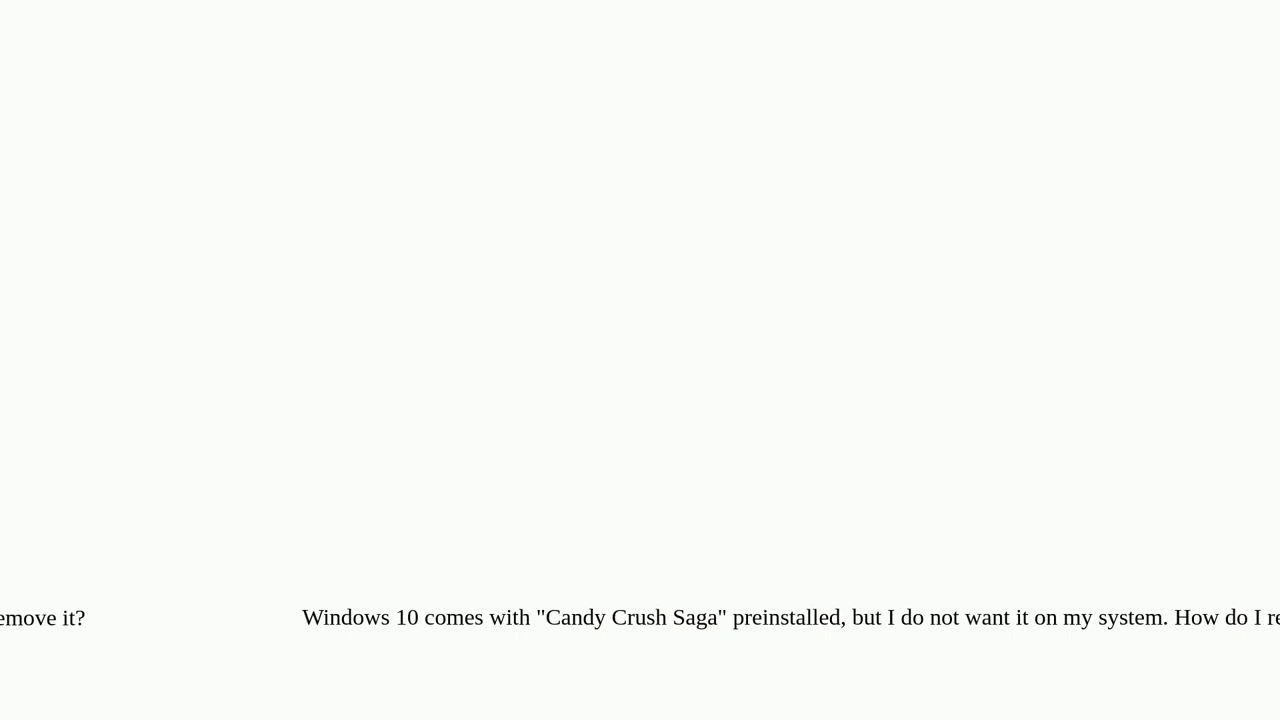 emove it? Windows 10 comes with "Candy Crush Saga" preinstalled, but I do not want it on my system. How do I re